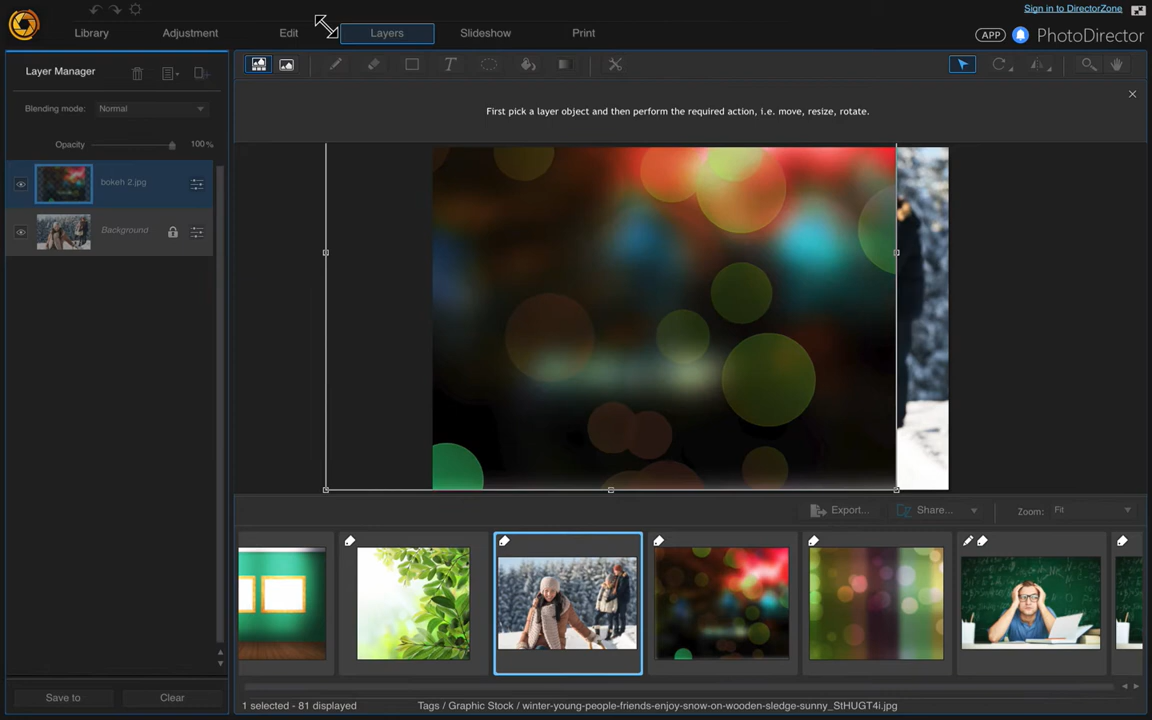 Sign in to DirectorZone
Library
Adjustment
Edit
Layers
Slideshow
Print
APP
PhotoDirector
Layer Manager
First pick a layer object and then perform the required action, i.e. move, resize, rotate.
Blending mode:
Normal
Opacity
100%
bokeh 2.jpg
Background
Export...
Share...
Zoom:
Fit
Save to
Clear
1 selected - 81 displayed
Tags / Graphic Stock / winter-young-people-friends-enjoy-snow-on-wooden-sledge-sunny_StHUGT4i.jpg